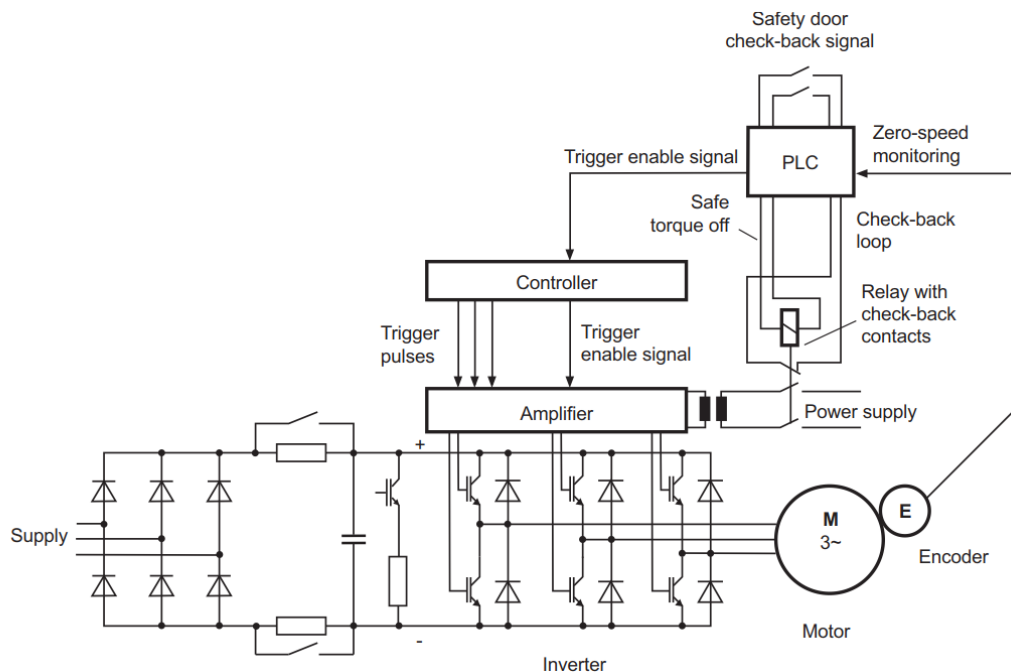 Safety door
check-back signal
Trigger enable signal
PLC
Zero-speed
monitoring
Safe
torque off
Check-back
loop
Controller
Relay with
check-back
contacts
Trigger
pulses
Trigger
enable signal
Amplifier
Power supply
+
M
3~
E
Supply
Encoder
-
Motor
Inverter